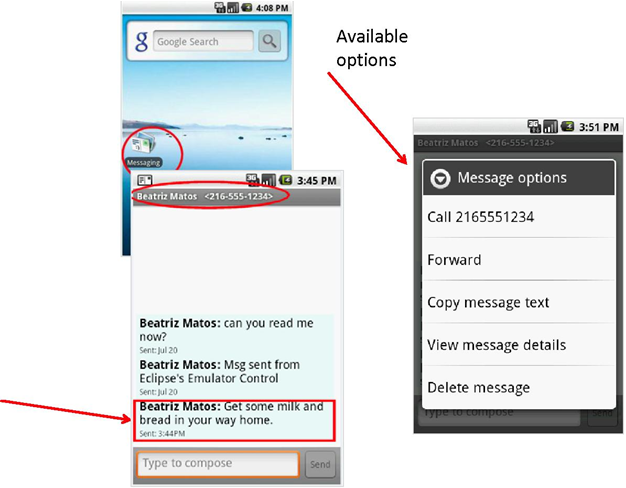 4:08 PM
g Google Search
Messaging
3:45 PM
Beatriz Matos <216-555-1234>
Beatriz Matos: can you read me
now?
Sent: Jul 20
Beatriz Matos: Msg sent from
Eclipse's Emulator Control
Sent: Jul 20
Beatriz Matos: Get some milk and
bread in your way home.
Sent: 3:44PM
Type to compose
Send
Available
options
3G
3:51 PM
Beatriz Matos <216-555-1234>
Message options
Call 2165551234
Forward
Copy message text
View message details
Delete message
Type to compose
Send